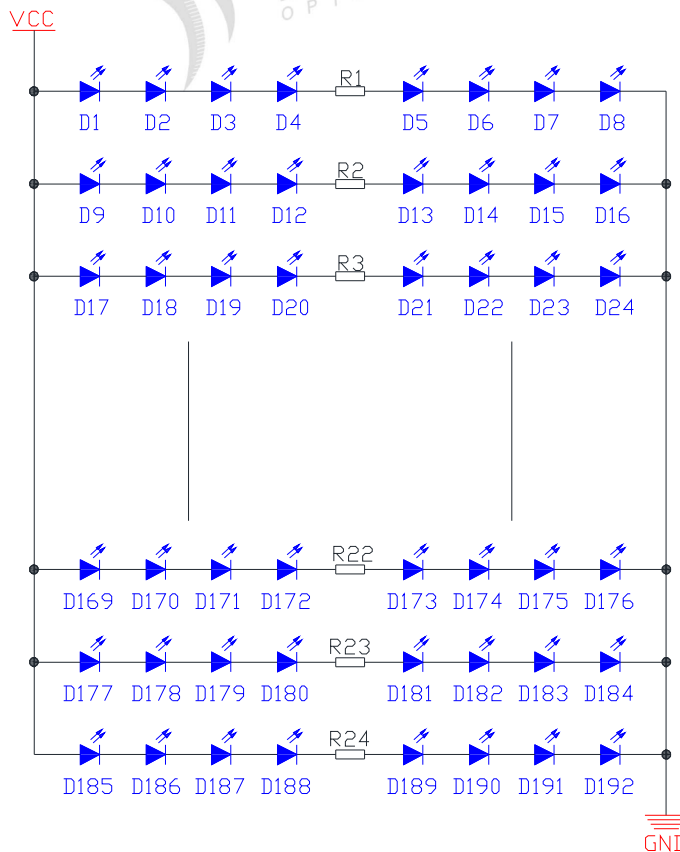 OPT
VCC
R1
D1 D2 D3 D4 D5 D6 D7 D8
R2
D9 D10 D11 D12 D13 D14 D15 D16
R3
D17 D18 D19 D20 D21 D22 D23 D24
R22
D169 D170 D171 D172 D173 D174 D175 D176
R23
D177 D178 D179 D180 D181 D182 D183 D184
R24
D185 D186 D187 D188 D189 D190 D191 D192